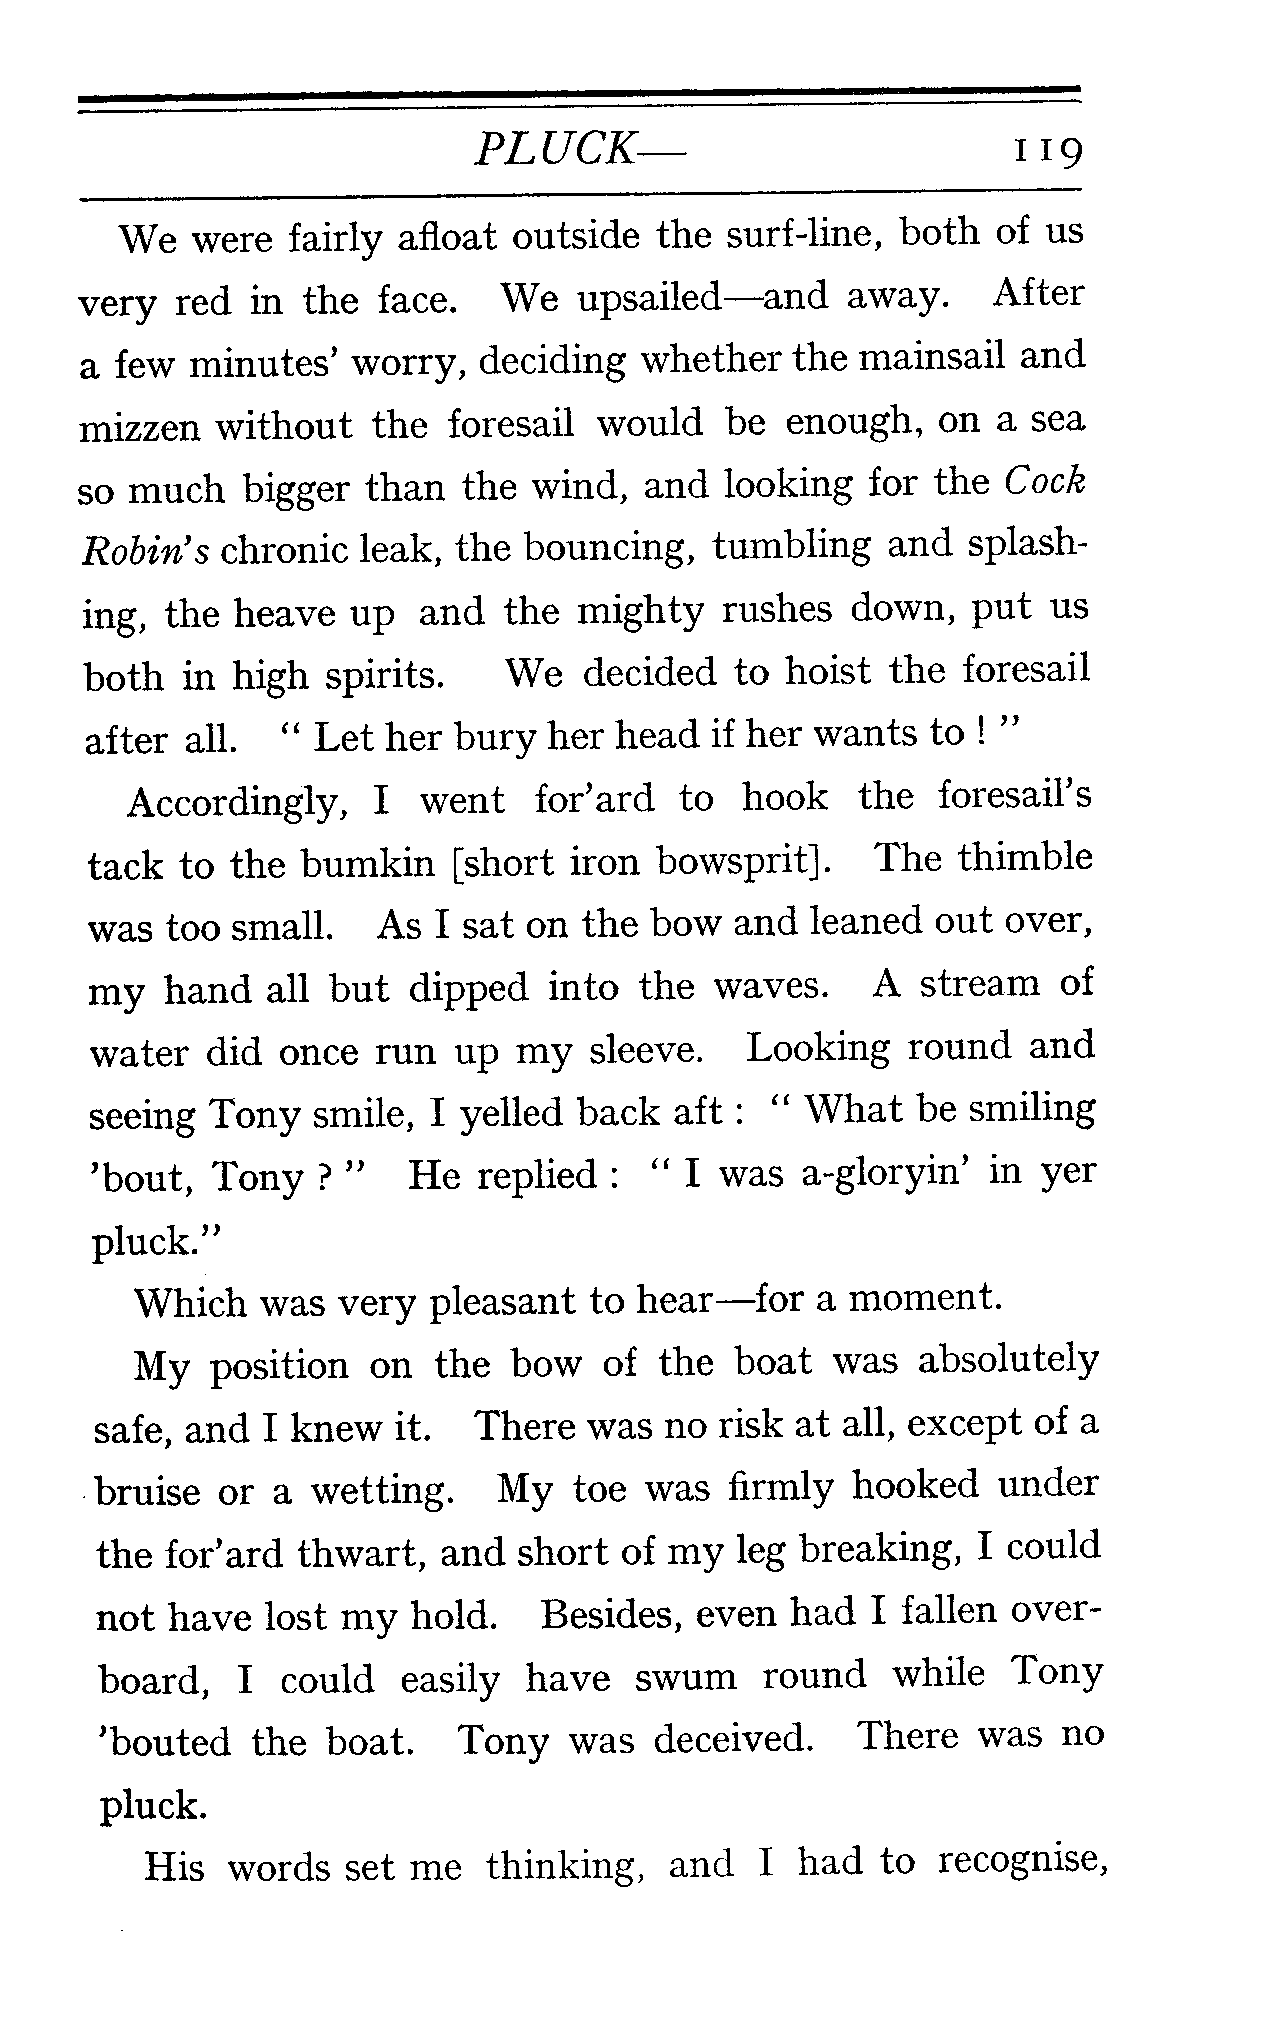 PLUCK— 119
We were fairly afloat outside the surf-line, both of us
very red in the face. We upsailed—and away. After
a few minutes' worry, deciding whether the mainsail and
mizzen without the foresail would be enough, on a sea
so much bigger than the wind, and looking for the Cock
Robin's chronic leak, the bouncing, tumbling and splash-
ing, the heave up and the mighty rushes down, put us
both in high spirits. We decided to hoist the foresail
after all. “ Let her bury her head if her wants to ! ”
Accordingly, I went for'ard to hook the foresail's
tack to the bumkin [short iron bowsprit]. The thimble
was too small. As I sat on the bow and leaned out over,
my hand all but dipped into the waves. A stream of
water did once run up my sleeve. Looking round and
seeing Tony smile, I yelled back aft : “ What be smiling
'bout, Tony ? ” He replied : “ I was a-gloryin' in yer
pluck.”
Which was very pleasant to hear—for a moment.
My position on the bow of the boat was absolutely
safe, and I knew it. There was no risk at all, except of a
bruise or a wetting. My toe was firmly hooked under
the for'ard thwart, and short of my leg breaking, I could
not have lost my hold. Besides, even had I fallen over-
board, I could easily have swum round while Tony
'bouted the boat. Tony was deceived. There was no
pluck.
His words set me thinking, and I had to recognise,